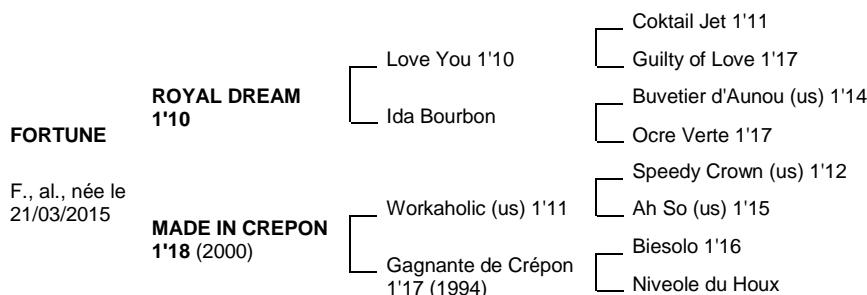 FORTUNE
F., al., née le
21/03/2015
ROYAL DREAM
1'10
MADE IN CREPON
1'18 (2000)
Love You 1'10
Ida Bourbon
Workaholic (us) 1'11
Gagnante de Crépon
1'17 (1994)
Coktail Jet 1'11
Guilty of Love 1'17
Buvetier d'Aunou (us) 1'14
Ocre Verte 1'17
Speedy Crown (us) 1'12
Ah So (us) 1'15
Biesolo 1'16
Niveole du Houx